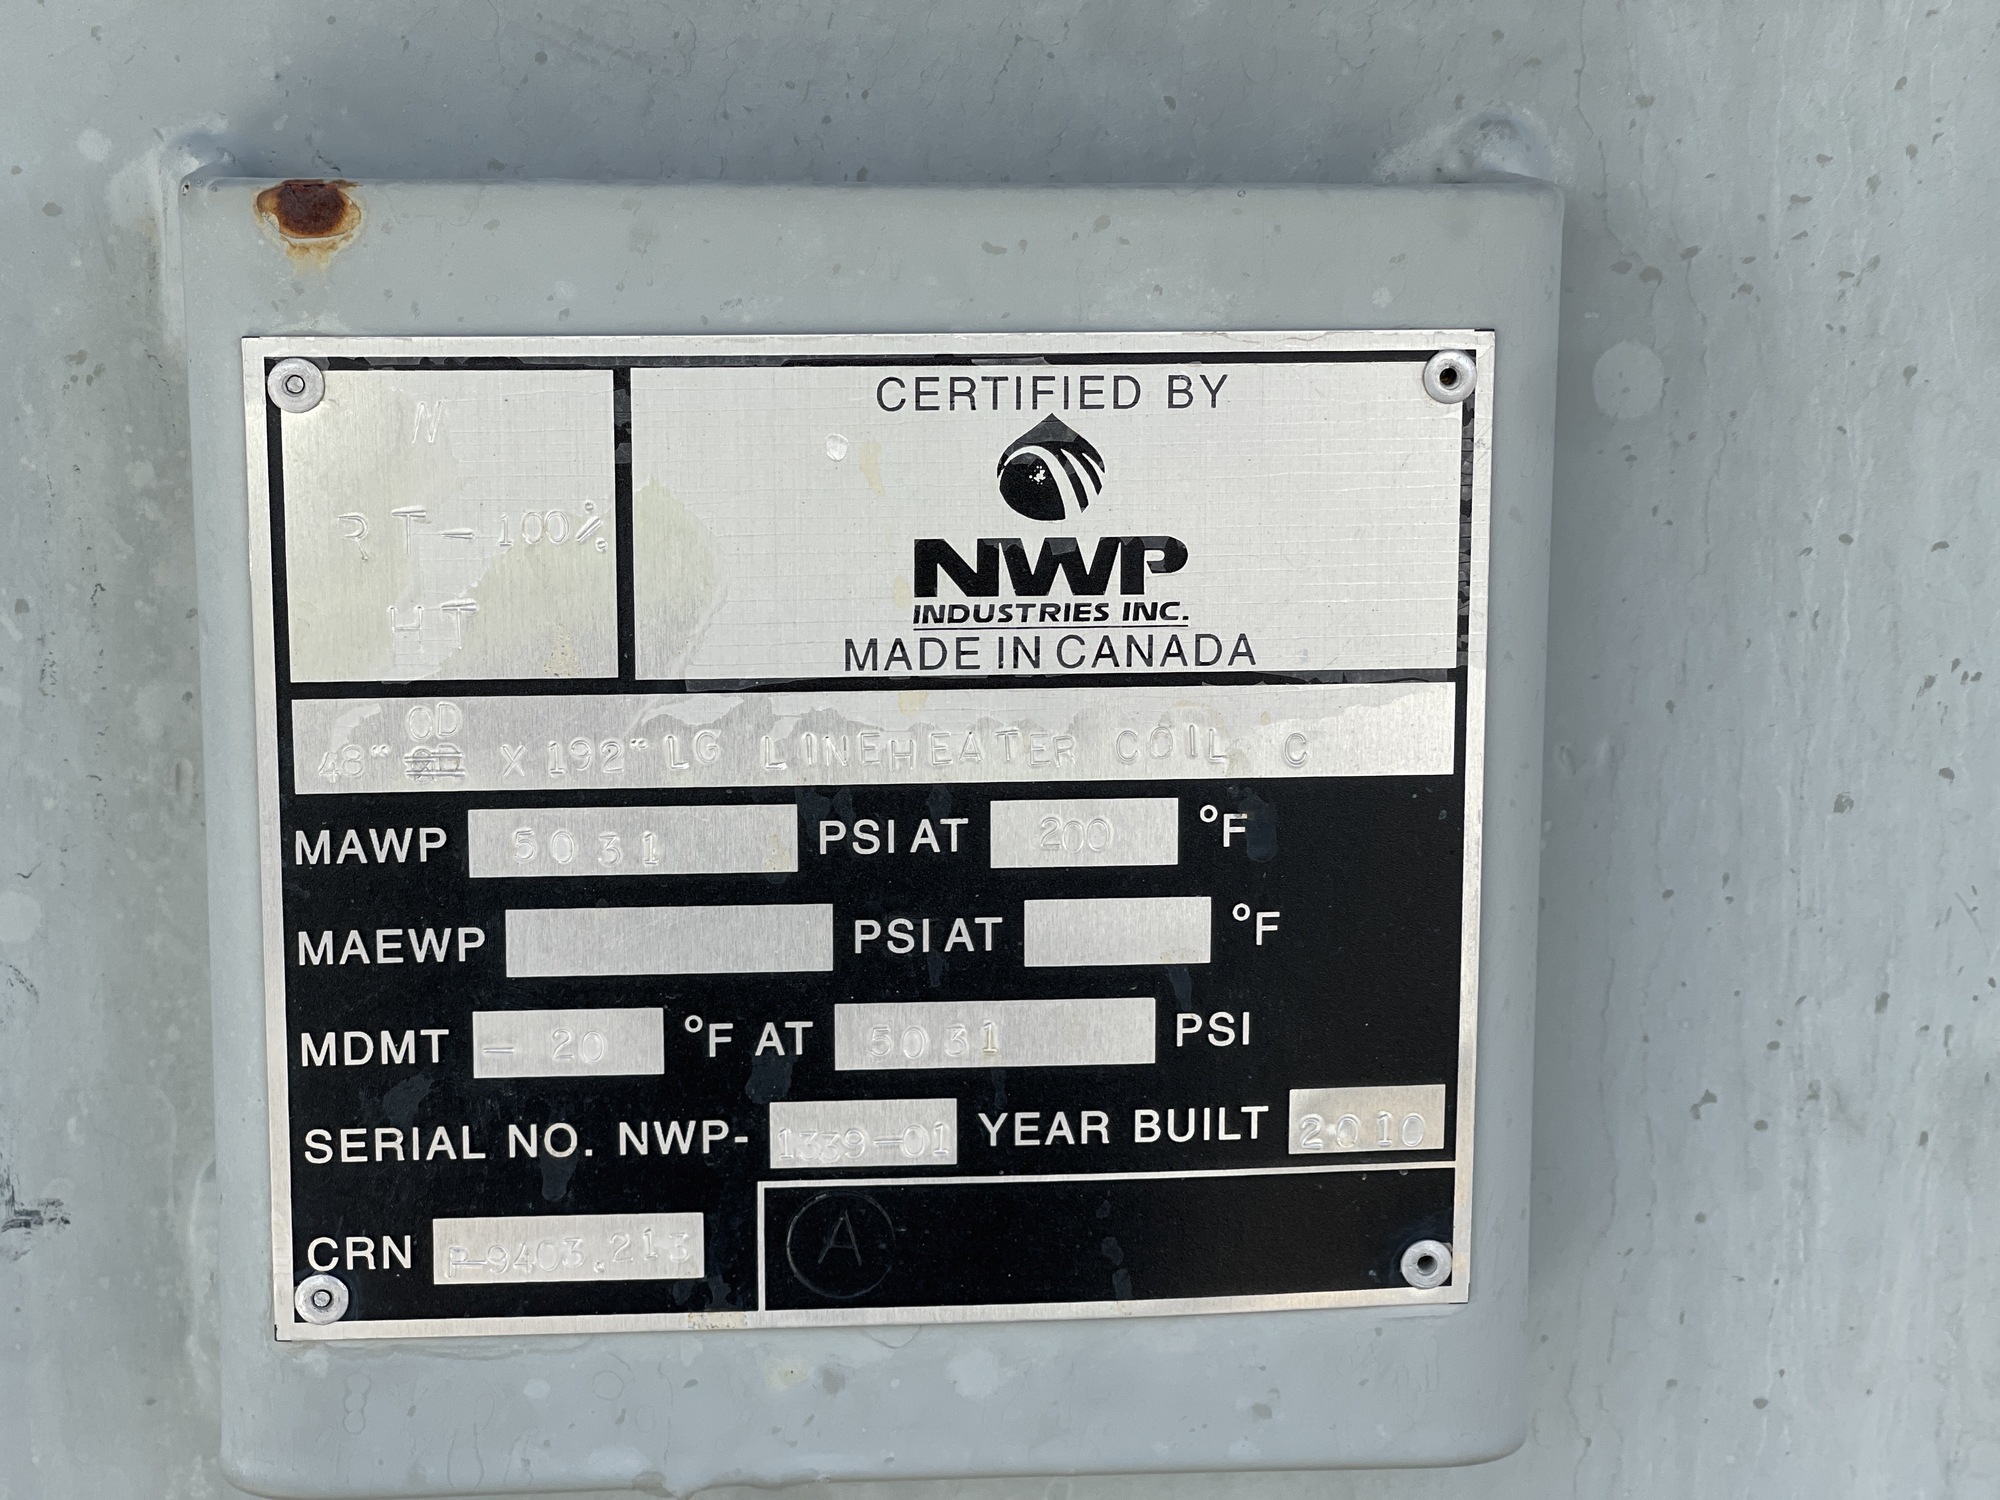 N
RT-100%
HT
CERTIFIED BY
NWP
INDUSTRIES INC.
MADE IN CANADA
OD
48" X 192" LG LINEHEATER COIL C
MAWP 5031 PSI AT 200 °F
MAEWP PSI AT °F
MDMT -20 °F AT 5031 PSI
SERIAL NO. NWP- 1339-01 YEAR BUILT 2010
CRN P-9403.213
A